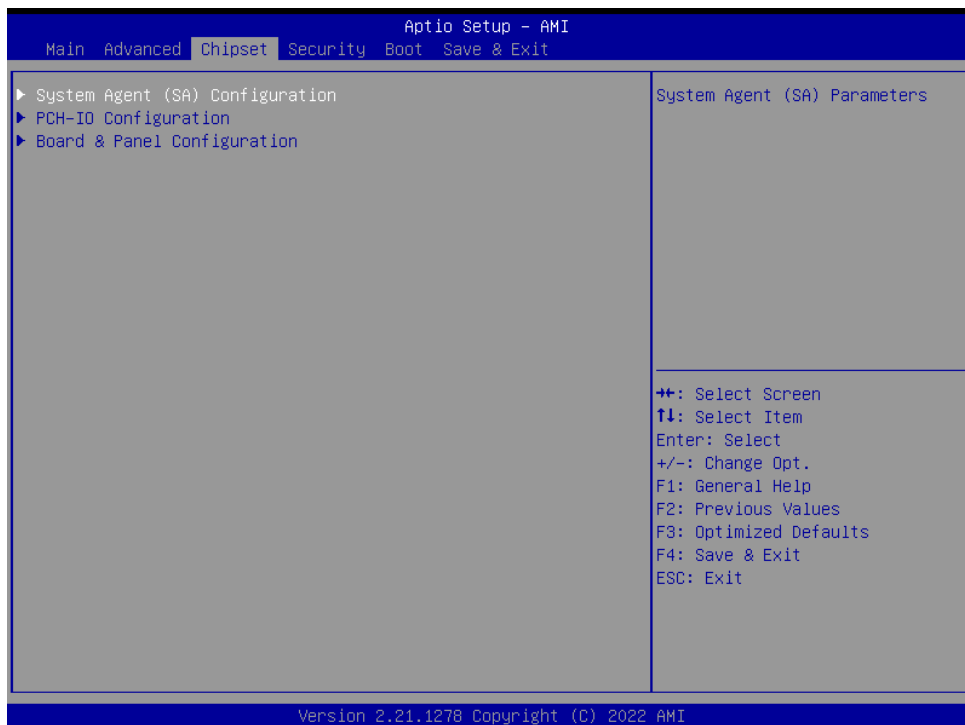 Aptio Setup – AMI
Main Advanced Chipset Security Boot Save & Exit
▶ System Agent (SA) Configuration
▶ PCH-IO Configuration
▶ Board & Panel Configuration
System Agent (SA) Parameters
→←: Select Screen
↑↓: Select Item
Enter: Select
+/-: Change Opt.
F1: General Help
F2: Previous Values
F3: Optimized Defaults
F4: Save & Exit
ESC: Exit
Version 2.21.1278 Copyright (C) 2022 AMI